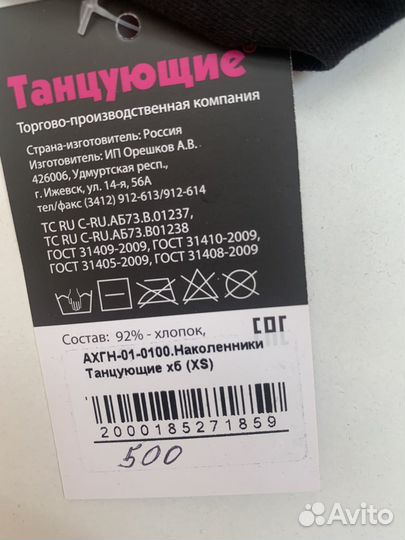 Танцующие
Торгово-производственная компания
Страна-изготовитель: Россия
Изготовитель: ИП Орешков А.В.
426006, Удмуртская респ.,
г. Ижевск, ул. 14-я, 56А
тел/факс (3412) 912-613/912-614
ТС RU C-RU.АБ73.В.01237,
ТС RU C-RU.АБ73.В.01238
ГОСТ 31409-2009, ГОСТ 31410-2009,
ГОСТ 31405-2009, ГОСТ 31408-2009
Состав: 92% - хлопок,
АХГН-01-0100.Наколенники
Танцующие хб (XS)
2000185271859
500
Avito